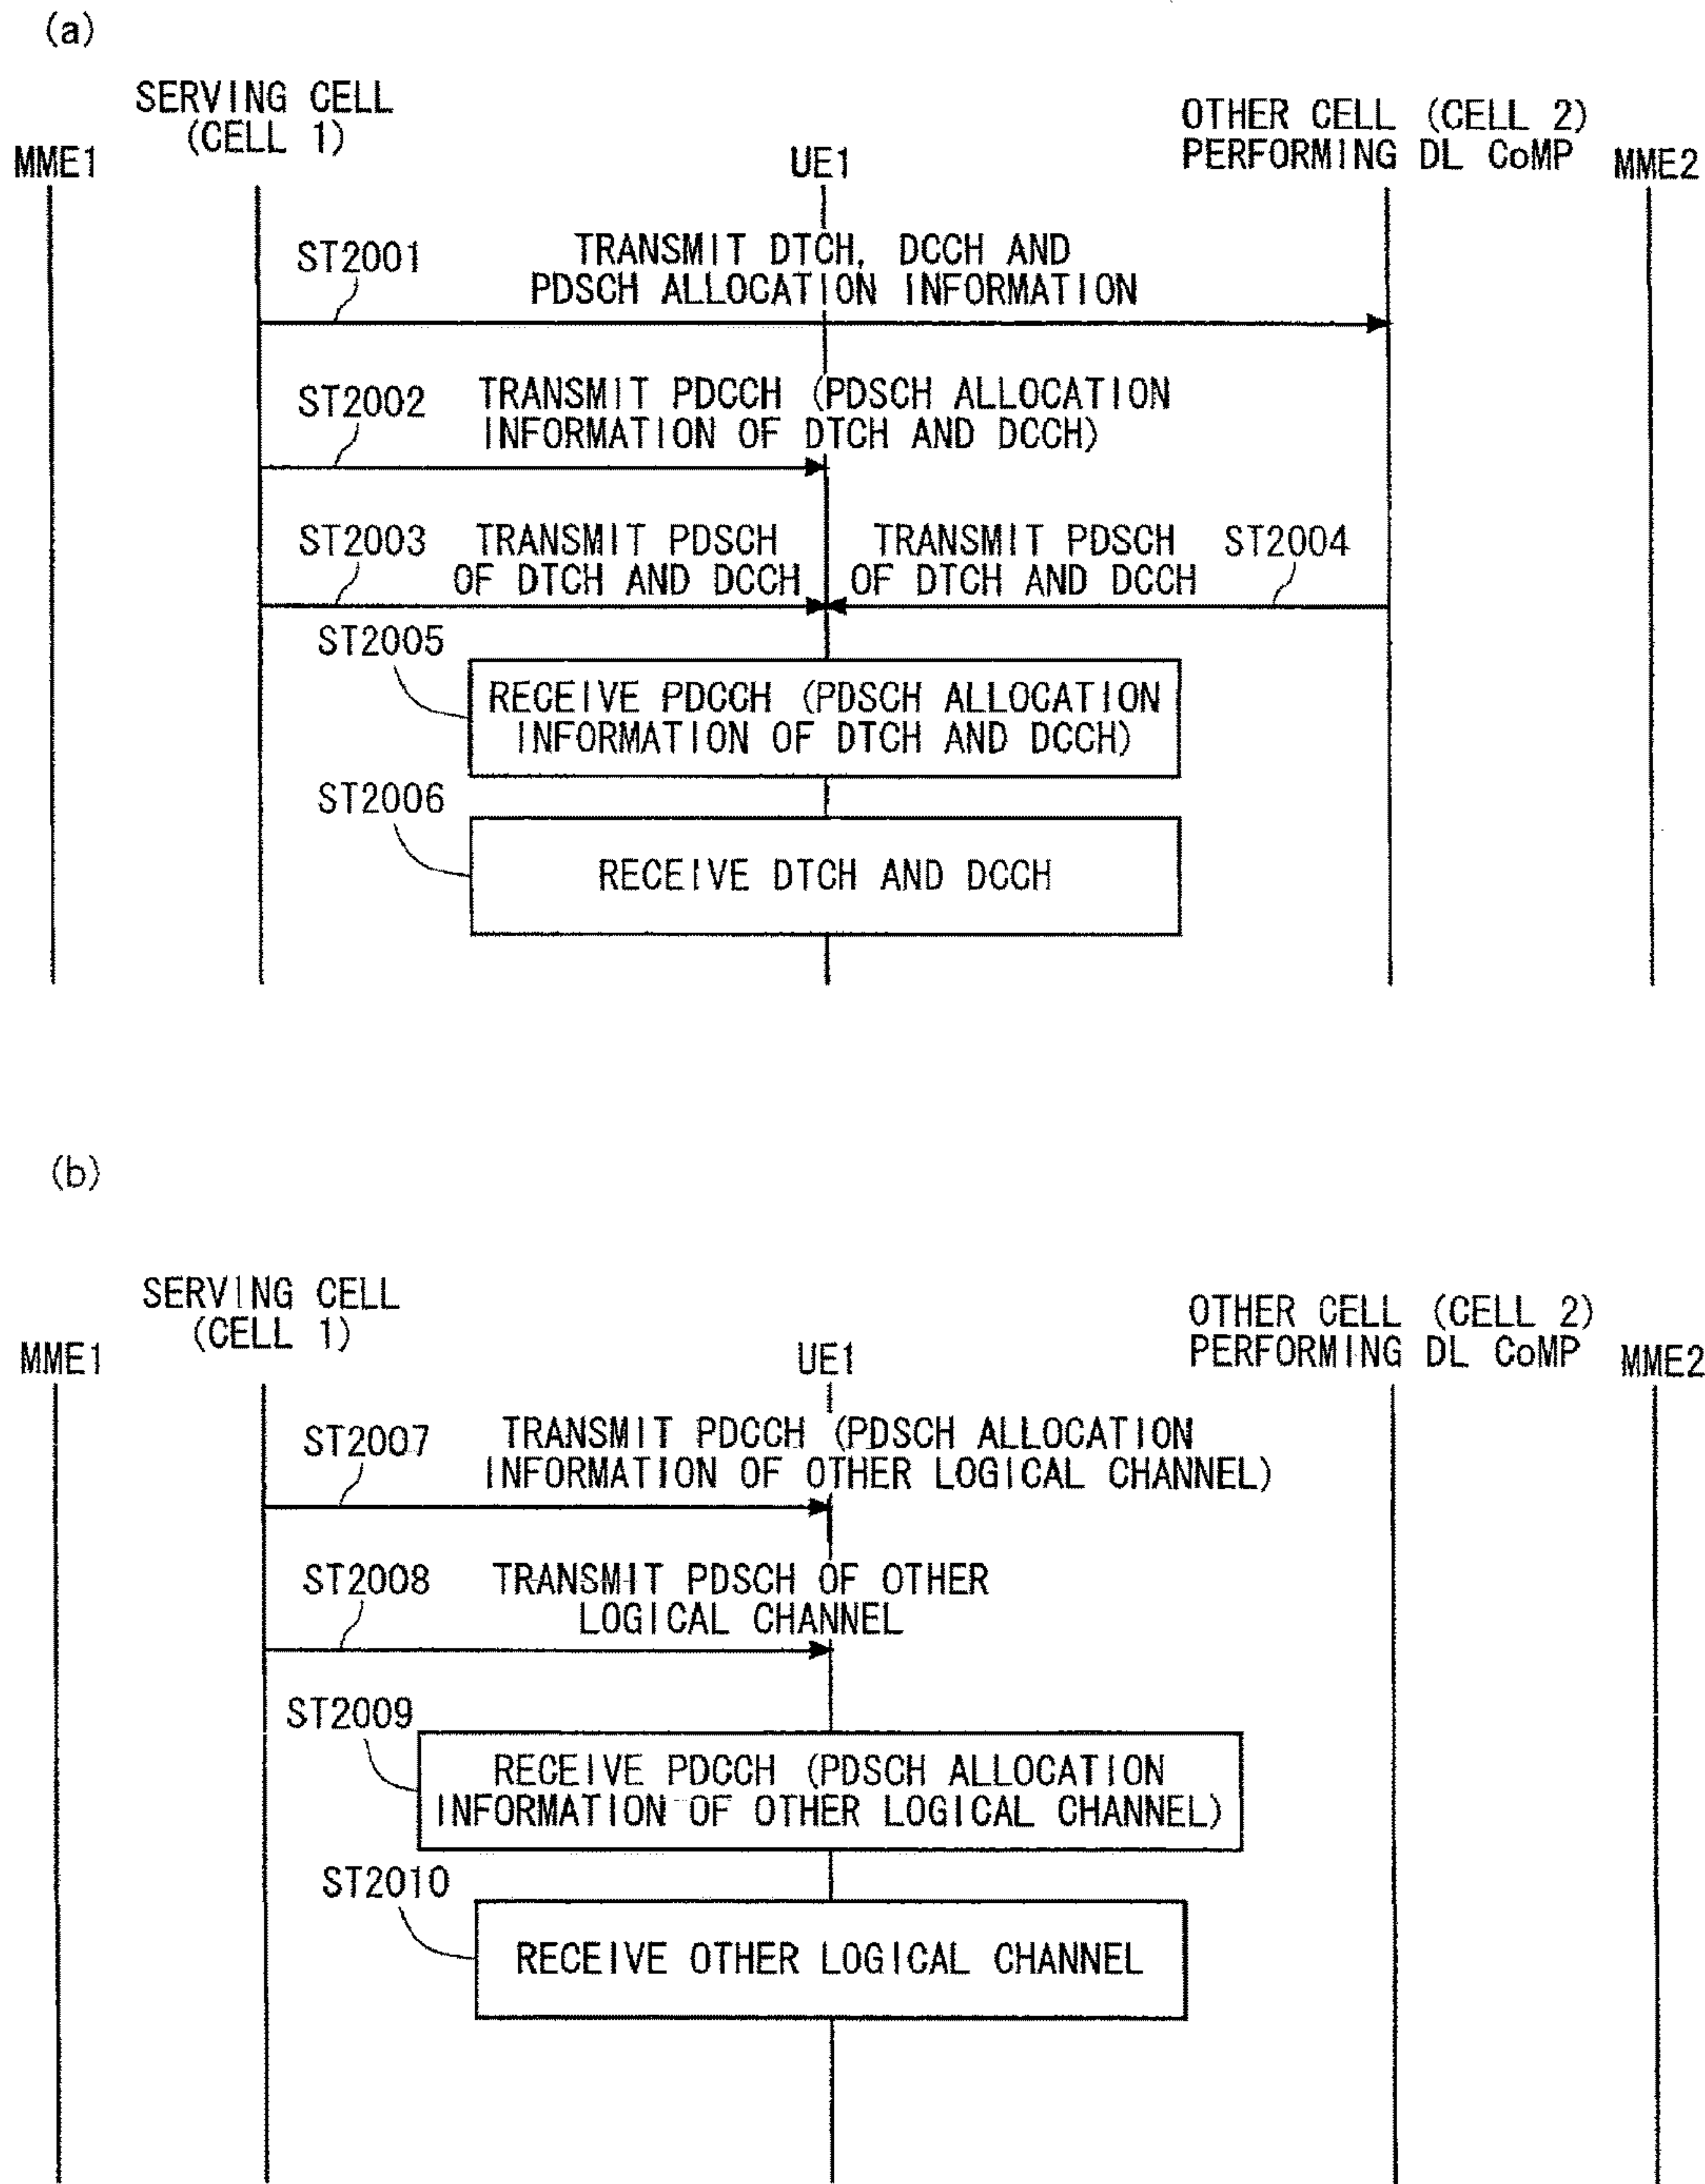 (a)
SERVING CELL
(CELL 1)
OTHER CELL (CELL 2)
PERFORMING DL CoMP
MME1
UE1
MME2
ST2001
TRANSMIT DTCH, DCCH AND
PDSCH ALLOCATION INFORMATION
ST2002
TRANSMIT PDCCH (PDSCH ALLOCATION
INFORMATION OF DTCH AND DCCH)
ST2003
TRANSMIT PDSCH
OF DTCH AND DCCH
TRANSMIT PDSCH
OF DTCH AND DCCH
ST2004
ST2005
RECEIVE PDCCH (PDSCH ALLOCATION
INFORMATION OF DTCH AND DCCH)
ST2006
RECEIVE DTCH AND DCCH
(b)
SERVING CELL
(CELL 1)
OTHER CELL (CELL 2)
PERFORMING DL CoMP
MME1
UE1
MME2
ST2007
TRANSMIT PDCCH (PDSCH ALLOCATION
INFORMATION OF OTHER LOGICAL CHANNEL)
ST2008
TRANSMIT PDSCH OF OTHER
LOGICAL CHANNEL
ST2009
RECEIVE PDCCH (PDSCH ALLOCATION
INFORMATION OF OTHER LOGICAL CHANNEL)
ST2010
RECEIVE OTHER LOGICAL CHANNEL